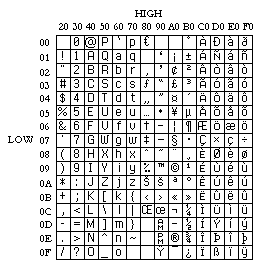 HIGH
20 30 40 50 60 70 80 90 A0 B0 C0 D0 E0 F0
00 0 @ P ` p € ° À Ð à ð
01 ! 1 A Q a q ‘ ¡ ± Á Ñ á ñ
02 " 2 B R b r ‚ ’ ¢ ² Â Ò â ò
03 # 3 C S c s ƒ “ £ ³ Ã Ó ã ó
04 $ 4 D T d t „ ” ¤ ´ Ä Ô ä ô
05 % 5 E U e u … • ¥ µ Å Õ å õ
06 & 6 F V f v † – ¦ ¶ Æ Ö æ ö
LOW 07 ' 7 G W g w ‡ — § · Ç × ç ÷
08 ( 8 H X h x ˆ ˜ ¨ ¸ È Ø è ø
09 ) 9 I Y i y ‰ ™ © ¹ É Ù é ù
0A * : J Z j z Š š ª º Ê Ú ê ú
0B + ; K [ k { ‹ › « » Ë Û ë û
0C , < L \ l | Œ œ ¬ ¼ Ì Ü ì ü
0D - = M ] m } ½ Í Ý í ý
0E . > N ^ n ~ ® ¾ Î Þ î þ
0F / ? O _ o Ÿ ¿ Ï ß ï ÿ